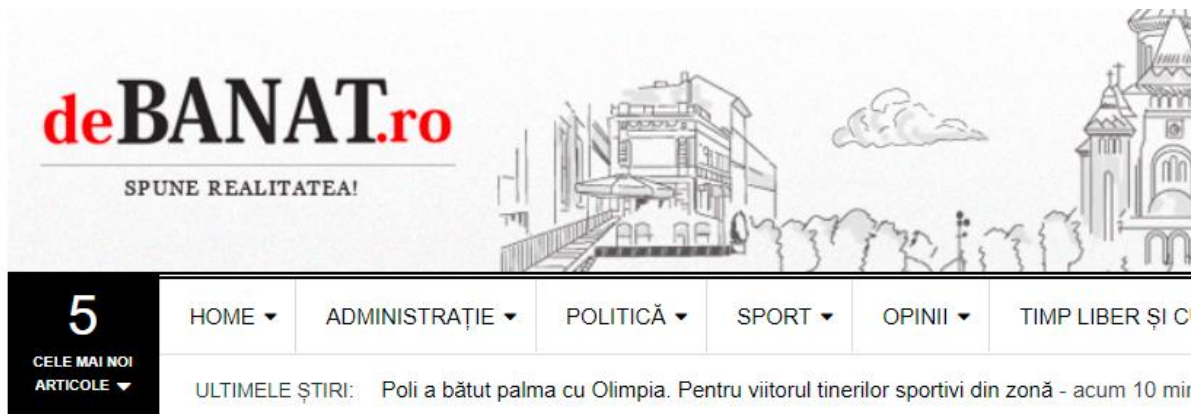 deBANAT.ro
SPUNE REALITATEA!
5
CELE MAI NOI
ARTICOLE
HOME ADMINISTRAȚIE POLITICĂ SPORT OPINII TIMP LIBER ȘI
ULTIMELE ȘTIRI: Poli a bătut palma cu Olimpia. Pentru viitorul tinerilor sportivi din zonă - acum 10